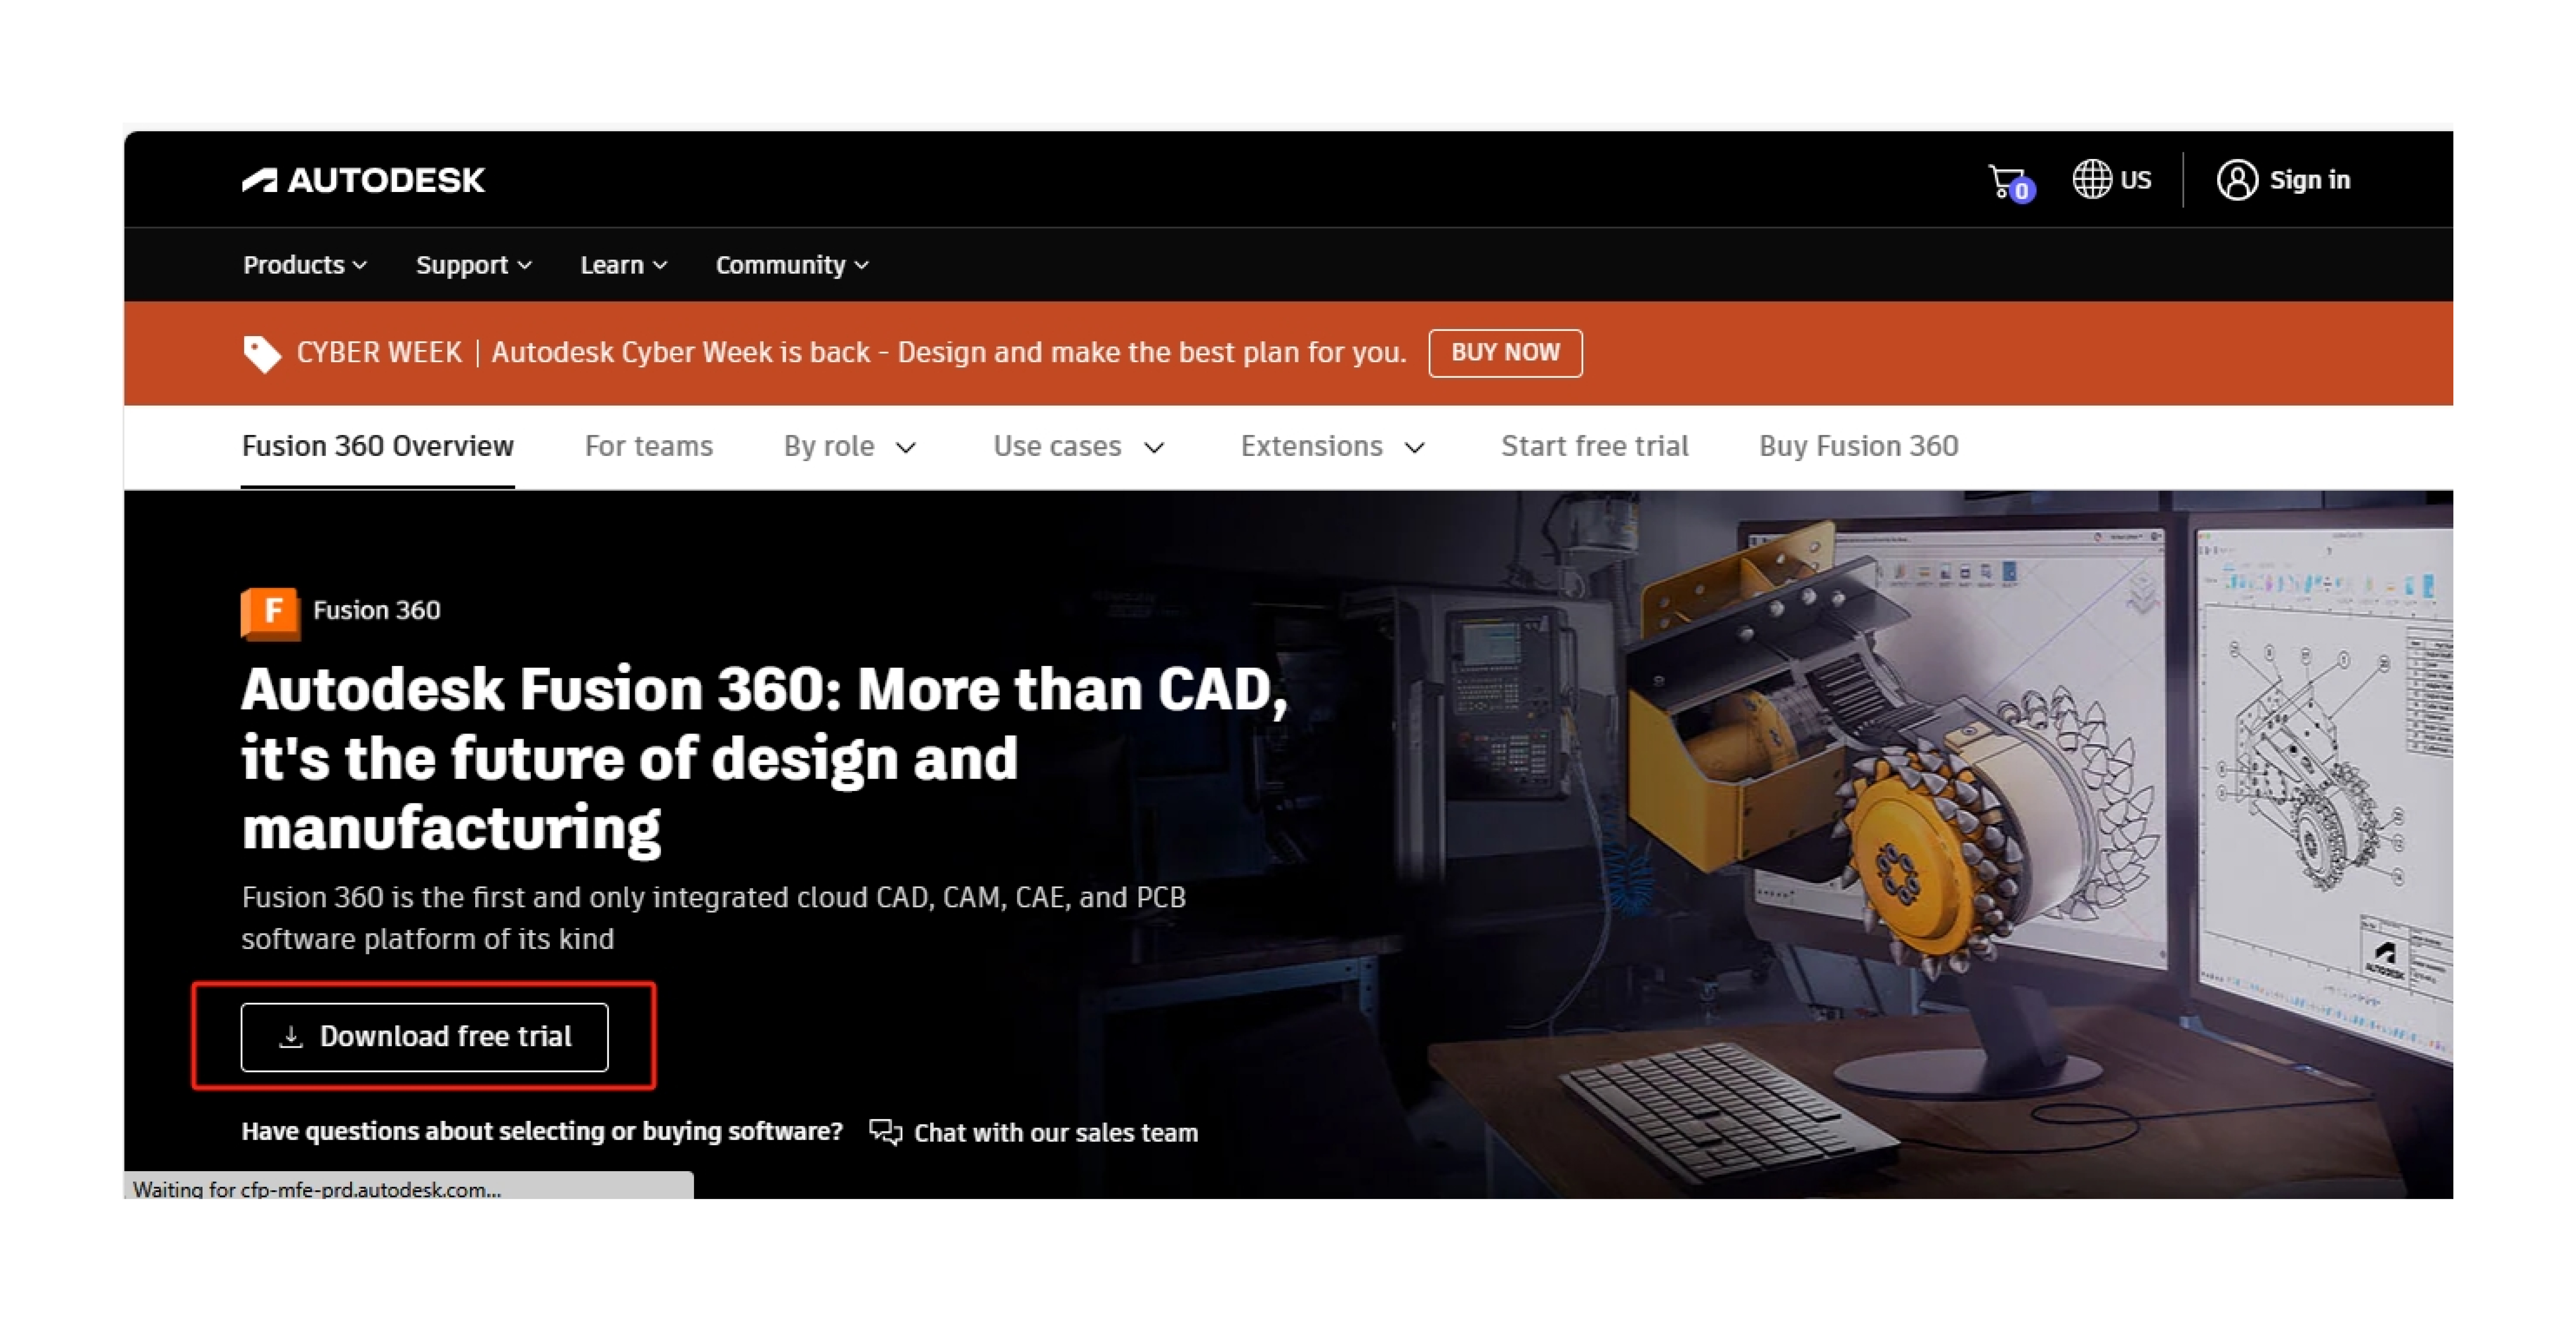 AUTODESK
0
US
Sign in
Products
Support
Learn
Community
CYBER WEEK | Autodesk Cyber Week is back - Design and make the best plan for you.
BUY NOW
Fusion 360 Overview
For teams
By role
Use cases
Extensions
Start free trial
Buy Fusion 360
F
Fusion 360
Autodesk Fusion 360: More than CAD,
it's the future of design and
manufacturing
Fusion 360 is the first and only integrated cloud CAD, CAM, CAE, and PCB
software platform of its kind
Download free trial
Have questions about selecting or buying software?
Chat with our sales team
AUTODESK
Waiting for cfp-mfe-prd.autodesk.com...